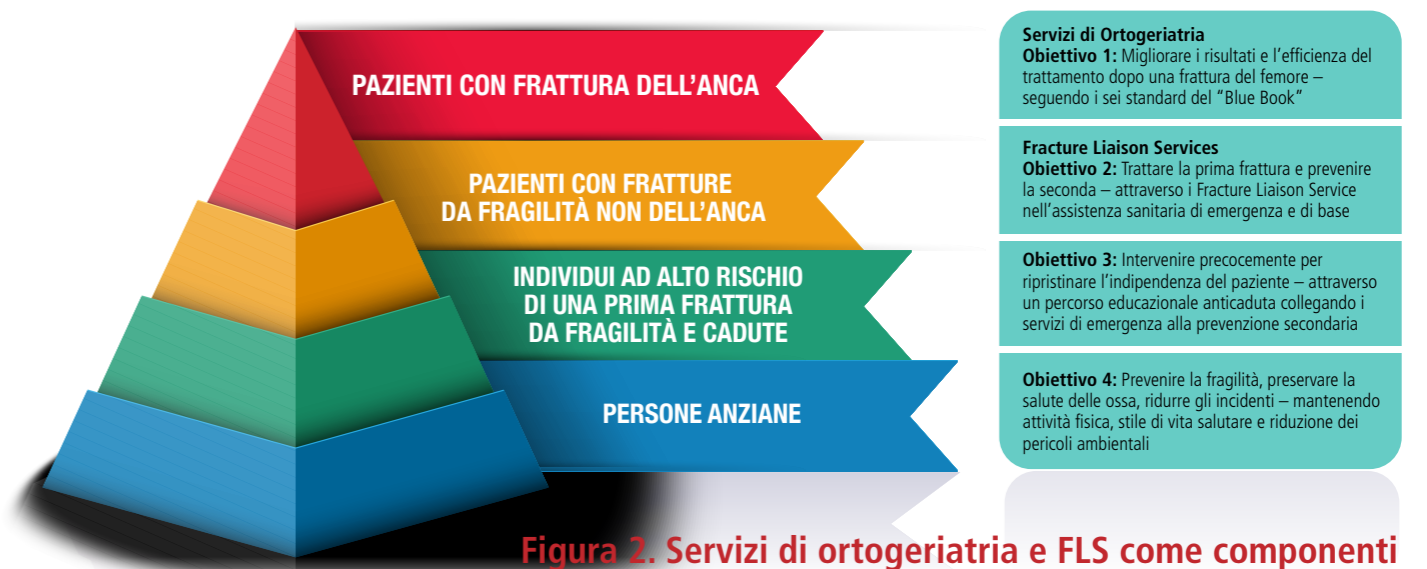 PAZIENTI CON FRATTURA DELL'ANCA
PAZIENTI CON FRATTURE
DA FRAGILITÀ NON DELL'ANCA
INDIVIDUI AD ALTO RISCHIO
DI UNA PRIMA FRATTURA
DA FRAGILITÀ E CADUTE
PERSONE ANZIANE
Servizi di Ortogeriatria
Obiettivo 1: Migliorare i risultati e l'efficienza del
trattamento dopo una frattura del femore –
seguendo i sei standard del "Blue Book"
Fracture Liaison Services
Obiettivo 2: Trattare la prima frattura e prevenire
la seconda – attraverso i Fracture Liaison Service
nell'assistenza sanitaria di emergenza e di base
Obiettivo 3: Intervenire precocemente per
ripristinare l'indipendenza del paziente – attraverso
un percorso educazionale anticaduta collegando i
servizi di emergenza alla prevenzione secondaria
Obiettivo 4: Prevenire la fragilità, preservare la
salute delle ossa, ridurre gli incidenti – mantenendo
attività fisica, stile di vita salutare e riduzione dei
pericoli ambientali
Figura 2. Servizi di ortogeriatria e FLS come componenti